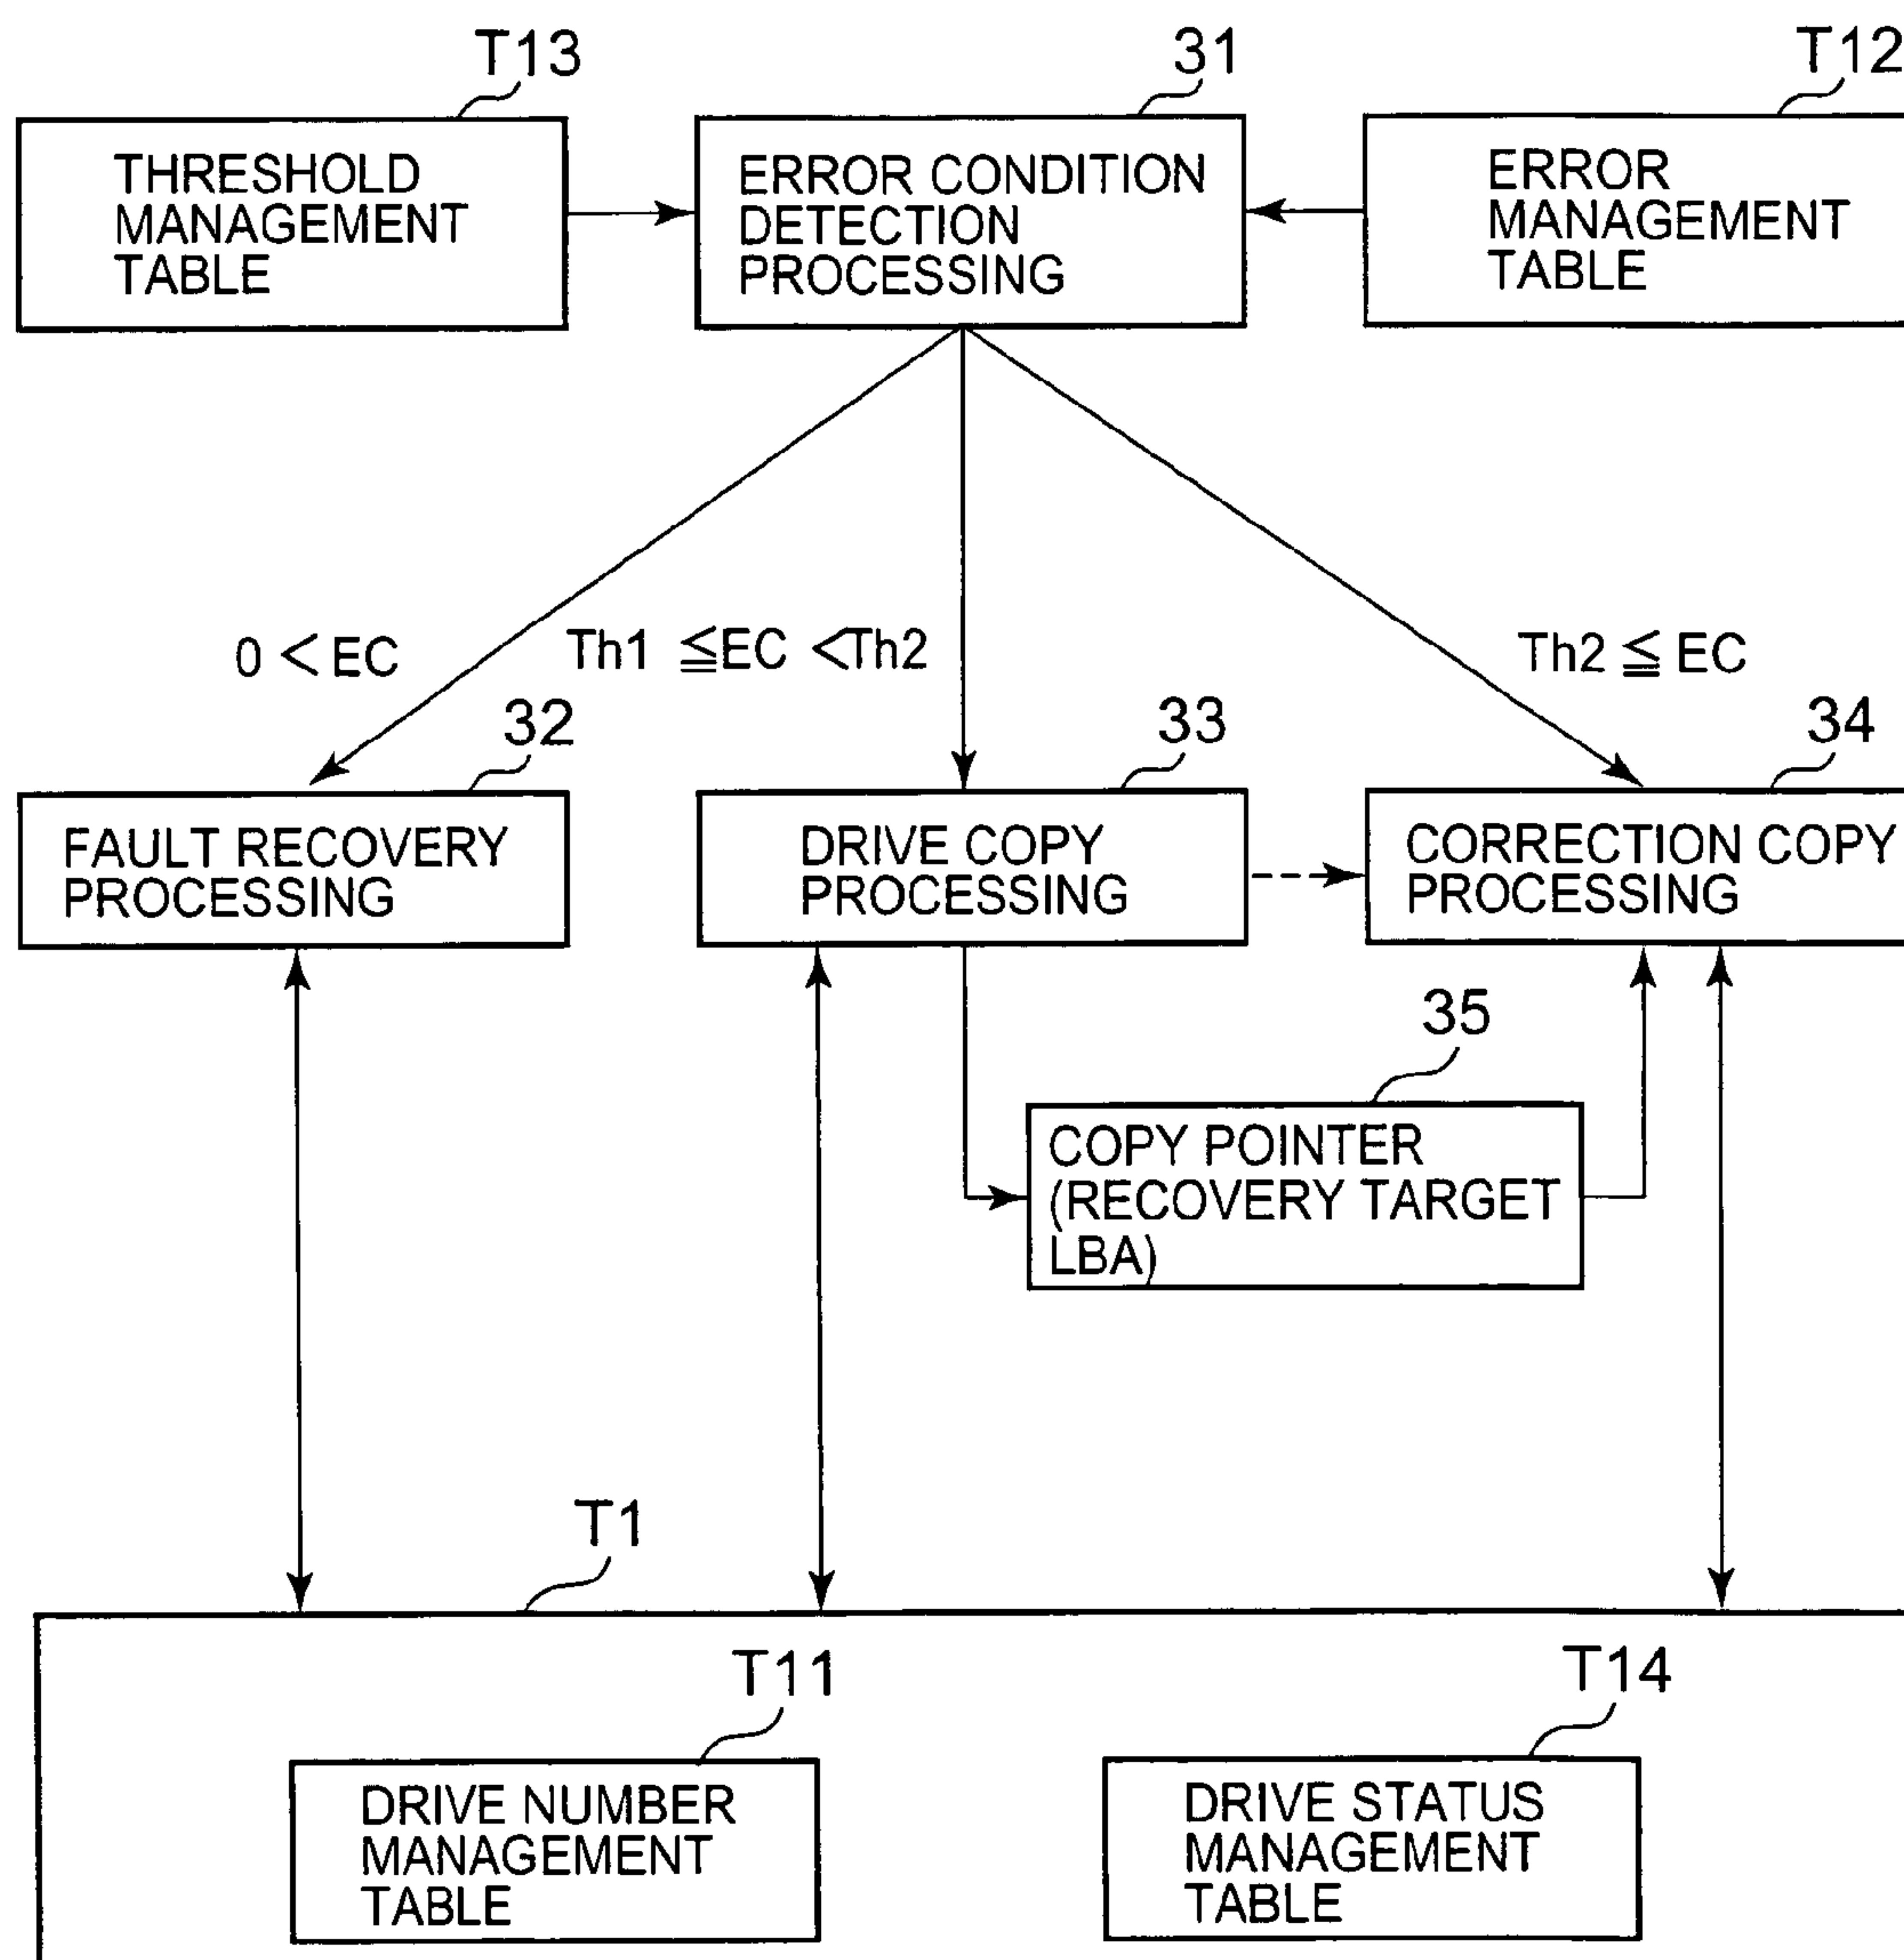 T13
31
T12
THRESHOLD
MANAGEMENT
TABLE
ERROR CONDITION
DETECTION
PROCESSING
ERROR
MANAGEMENT
TABLE
0 < EC
Th1 ≦EC <Th2
Th2 ≦ EC
32
33
34
FAULT RECOVERY
PROCESSING
DRIVE COPY
PROCESSING
CORRECTION COPY
PROCESSING
35
COPY POINTER
(RECOVERY TARGET
LBA)
T1
T11
T14
DRIVE NUMBER
MANAGEMENT
TABLE
DRIVE STATUS
MANAGEMENT
TABLE